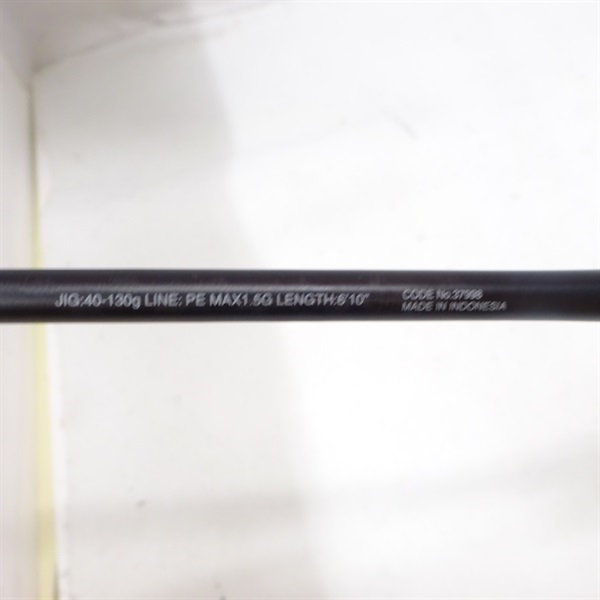 JIG:40-130g LINE: PE MAX1.5G LENGTH:6'10"
CODE No.37998
MADE IN INDONESIA